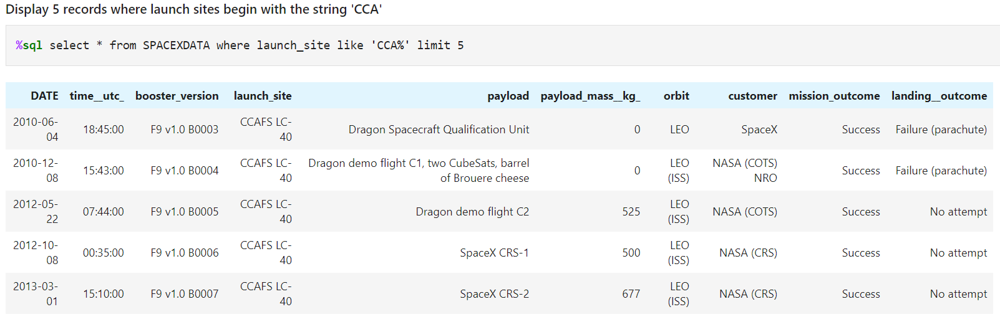 Display 5 records where launch sites begin with the string 'CCA'
%sql select * from SPACEXDATA where launch_site like 'CCA%' limit 5
DATE time__utc_ booster_version launch_site payload payload_mass__kg_ orbit customer mission_outcome landing__outcome
2010-06-04 18:45:00 F9 v1.0 B0003 CCAFS LC-40 Dragon Spacecraft Qualification Unit 0 LEO SpaceX Success Failure (parachute)
2010-12-08 15:43:00 F9 v1.0 B0004 CCAFS LC-40 Dragon demo flight C1, two CubeSats, barrel of Brouere cheese 0 LEO (ISS) NASA (COTS) NRO Success Failure (parachute)
2012-05-22 07:44:00 F9 v1.0 B0005 CCAFS LC-40 Dragon demo flight C2 525 LEO (ISS) NASA (COTS) Success No attempt
2012-10-08 00:35:00 F9 v1.0 B0006 CCAFS LC-40 SpaceX CRS-1 500 LEO (ISS) NASA (CRS) Success No attempt
2013-03-01 15:10:00 F9 v1.0 B0007 CCAFS LC-40 SpaceX CRS-2 677 LEO (ISS) NASA (CRS) Success No attempt